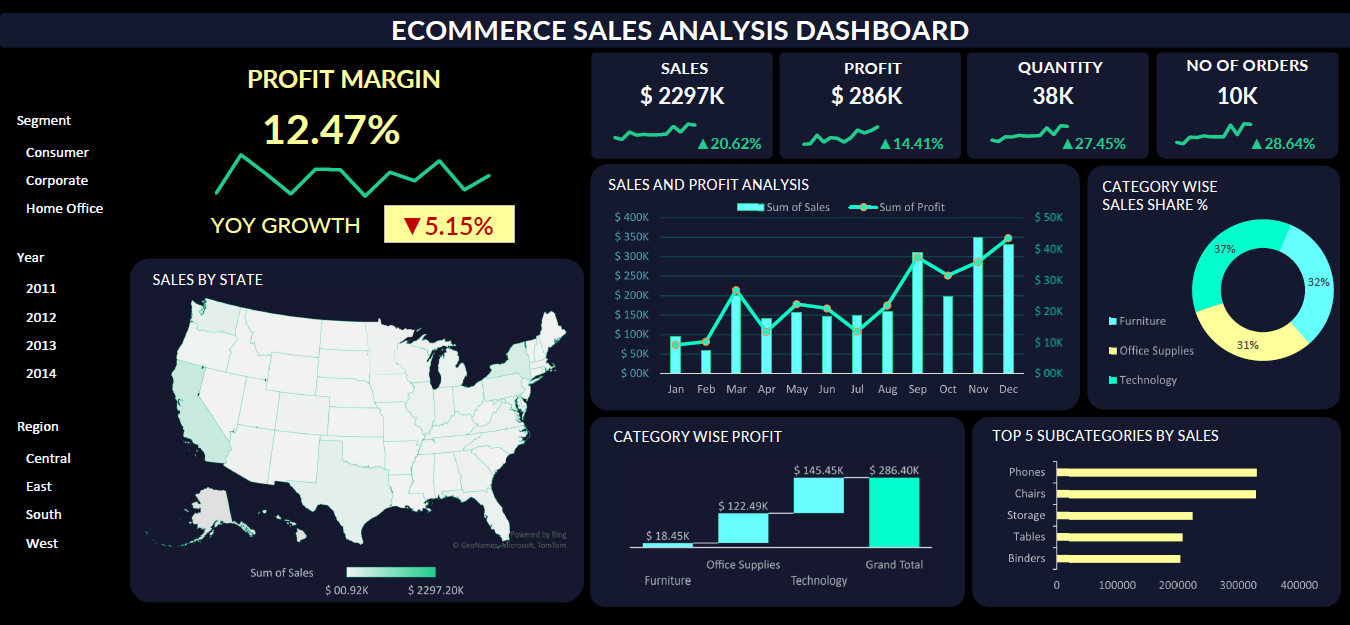 ECOMMERCE SALES ANALYSIS DASHBOARD
Segment
Consumer
Corporate
Home Office
Year
2011
2012
2013
2014
Region
Central
East
South
West
PROFIT MARGIN
12.47%
YOY GROWTH ▼5.15%
SALES
$ 2297K
▲20.62%
PROFIT
$ 286K
▲14.41%
QUANTITY
38K
▲27.45%
NO OF ORDERS
10K
▲28.64%
SALES BY STATE
Powered by Bing
© GeoNames, Microsoft, TomTom
Sum of Sales
$ 00.92K $ 2297.20K
SALES AND PROFIT ANALYSIS
Sum of Sales Sum of Profit
$ 400K $ 50K
$ 350K
$ 300K $ 40K
$ 250K $ 30K
$ 200K
$ 150K $ 20K
$ 100K $ 10K
$ 50K
$ 00K $ 00K
Jan Feb Mar Apr May Jun Jul Aug Sep Oct Nov Dec
CATEGORY WISE
SALES SHARE %
37%
32%
31%
Furniture
Office Supplies
Technology
CATEGORY WISE PROFIT
$ 145.45K $ 286.40K
$ 122.49K
$ 18.45K
Office Supplies Grand Total
Furniture Technology
TOP 5 SUBCATEGORIES BY SALES
Phones
Chairs
Storage
Tables
Binders
0 100000 200000 300000 400000